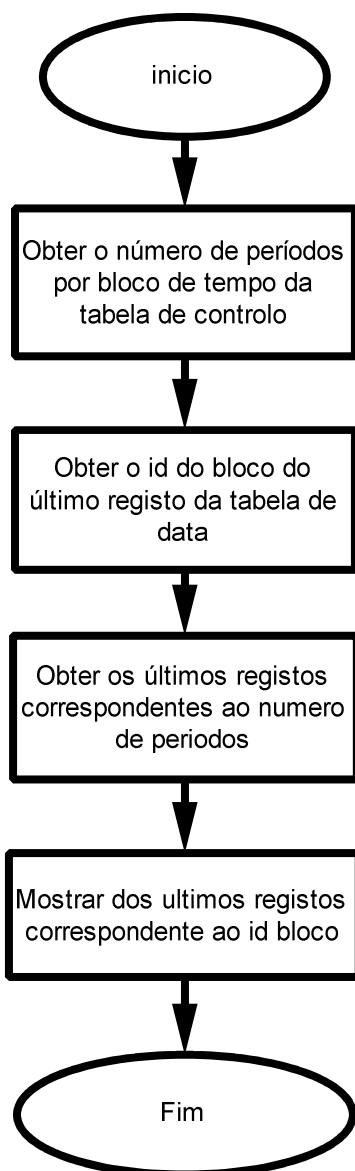 inicio
Obter o número de períodos
por bloco de tempo da
tabela de controlo
Obter o id do bloco do
último registo da tabela de
data
Obter os últimos registos
correspondentes ao numero
de periodos
Mostrar dos ultimos registos
correspondente ao id bloco
Fim